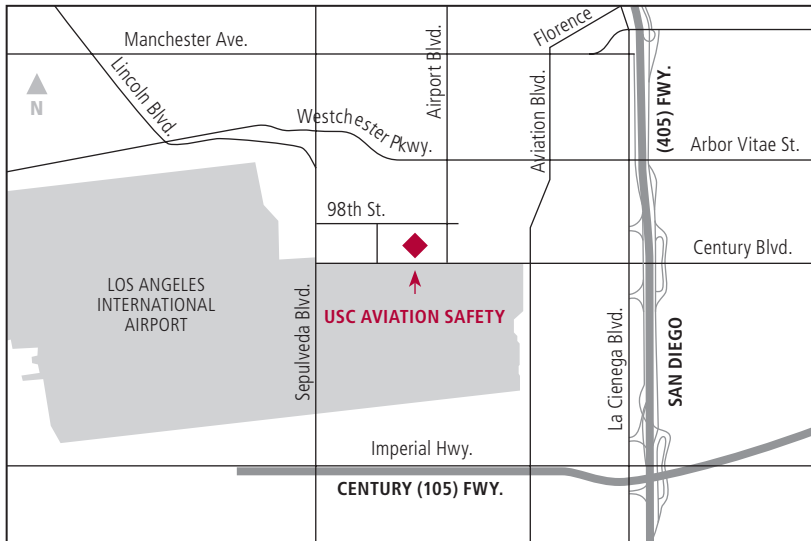 Florence
Manchester Ave.
Lincoln Blvd.
Airport Blvd.
Aviation Blvd.
(405) FWY.
N
Westchester Pkwy.
Arbor Vitae St.
98th St.
Century Blvd.
LOS ANGELES
INTERNATIONAL
AIRPORT
USC AVIATION SAFETY
Sepulveda Blvd.
La Cienega Blvd.
SAN DIEGO
Imperial Hwy.
CENTURY (105) FWY.